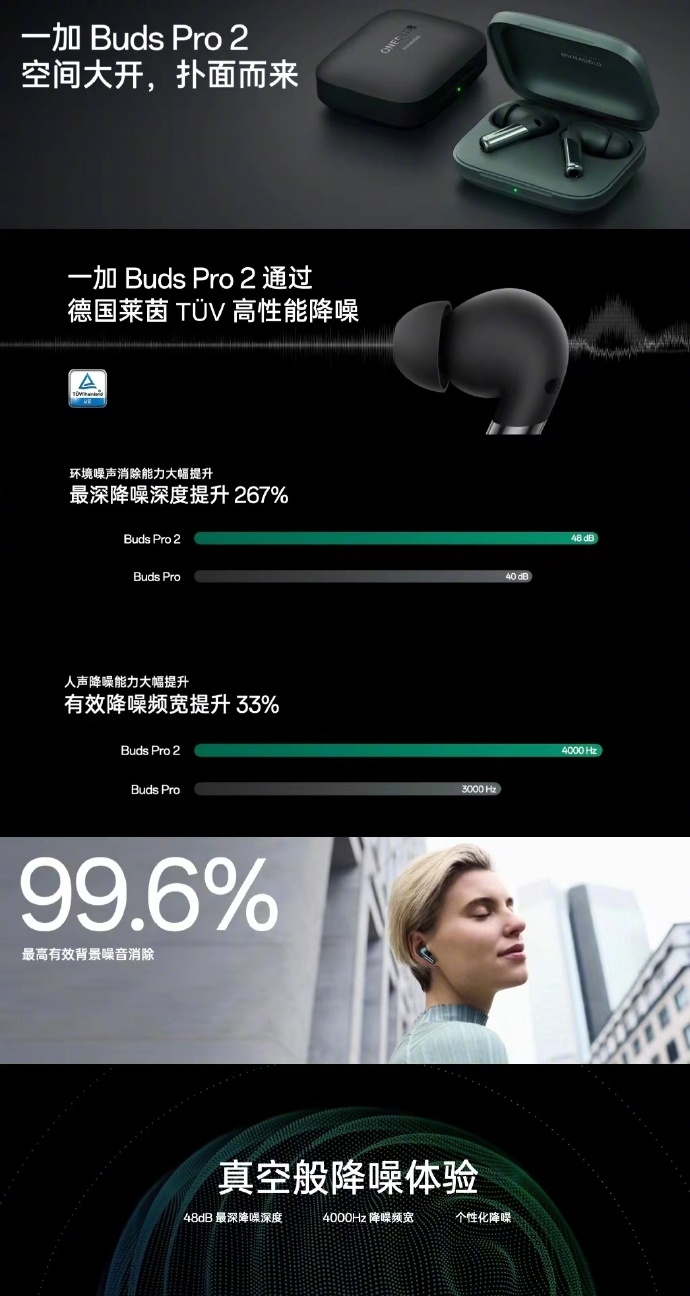 一加 Buds Pro 2
空间大开，扑面而来
一加 Buds Pro 2 通过
德国莱茵 TÜV 高性能降噪
TÜVRheinland
认证
环境噪声消除能力大幅提升
最深降噪深度提升 267%
Buds Pro 2
48 dB
Buds Pro
40 dB
人声降噪能力大幅提升
有效降噪频宽提升 33%
Buds Pro 2
4000 Hz
Buds Pro
3000 Hz
99.6%
最高有效背景噪音消除
真空般降噪体验
48dB 最深降噪深度
4000Hz 降噪频宽
个性化降噪